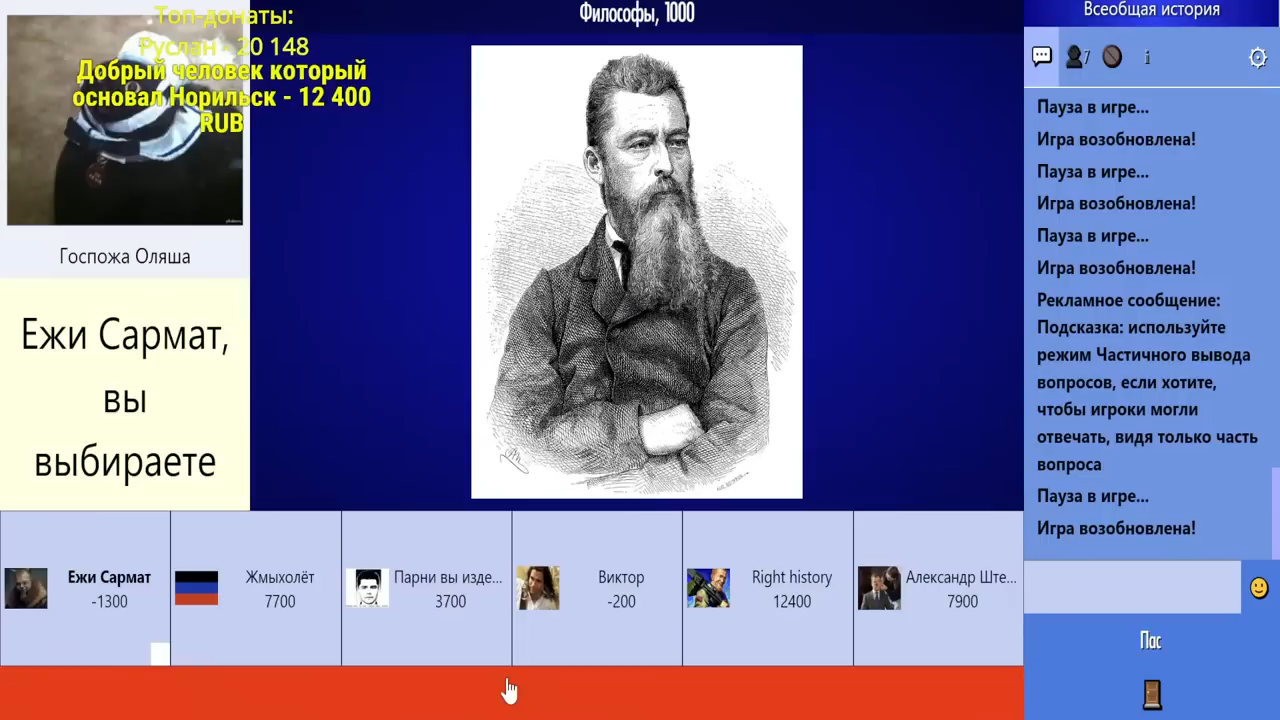 Философы, 1000
Всеобщая история
Топ-донаты:
Руслан - 20 148
Добрый человек который
основал Норильск - 12 400
RUB
Госпожа Оляша
Ежи Сармат,
вы
выбираете
7
i
Пауза в игре...
Игра возобновлена!
Пауза в игре...
Игра возобновлена!
Пауза в игре...
Игра возобновлена!
Рекламное сообщение:
Подсказка: используйте
режим Частичного вывода
вопросов, если хотите,
чтобы игроки могли
отвечать, видя только часть
вопроса
Пауза в игре...
Игра возобновлена!
Ежи Сармат
-1300
Жмыхолёт
7700
Парни вы изде...
3700
Виктор
-200
Right history
12400
Александр Ште...
7900
Пас